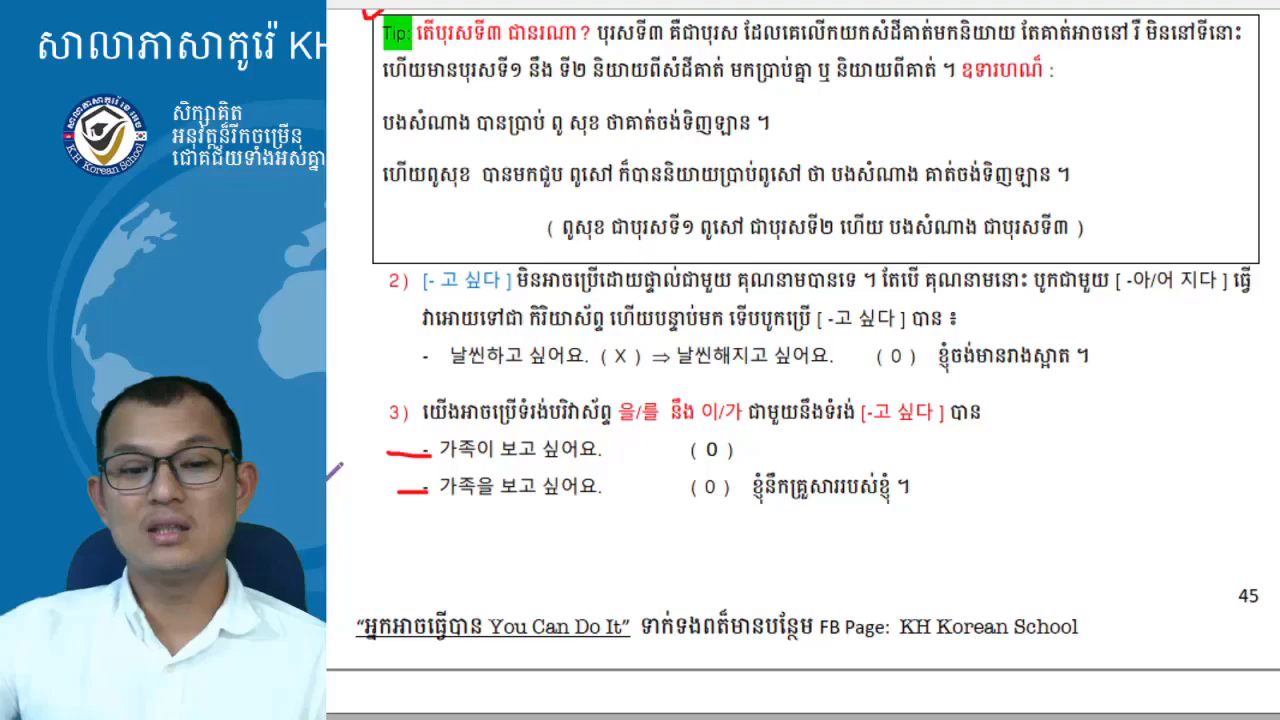 សាលាភាសាកូរ៉េ KH
សិក្សាគិត
អនុវត្តន៏រីកចម្រើន
ជោគជ័យទាំងអស់គ្នា
K.H Korean School
Tip: តើបុរសទី៣ ជានរណា? បុរសទី៣ គឺជាបុរស ដែលគេលើកយកសំដីគាត់មកនិយាយ តែគាត់អាចនៅ រឺ មិននៅទីនោះ
ហើយមានបុរសទី១ នឹង ទី២ និយាយពីសំដីគាត់ មកប្រាប់គ្នា ឬ និយាយពីគាត់ ។ ឧទារហណ៏ :
បងសំណាង បានប្រាប់ ពូ សុខ ថាគាត់ចង់ទិញឡាន ។
ហើយពូសុខ បានមកជួប ពូសៅ ក៏បាននិយាយប្រាប់ពូសៅ ថា បងសំណាង គាត់ចង់ទិញឡាន ។
( ពូសុខ ជាបុរសទី១ ពូសៅ ជាបុរសទី២ ហើយ បងសំណាង ជាបុរសទី៣ )
2) [- 고 싶다 ] មិនអាចប្រើដោយផ្ទាល់ជាមួយ គុណនាមបានទេ ។ តែបើ គុណនាមនោះ បូកជាមួយ [ -아/어 지다 ] ធ្វើ
វាអោយទៅជា កិរិយាស័ព្ទ ហើយបន្ទាប់មក ទើបបូកប្រើ [ -고 싶다 ] បាន ៖
- 날씬하고 싶어요. ( X ) ⇒ 날씬해지고 싶어요. ( 0 ) ខ្ញុំចង់មានរាងស្អាត ។
3) យើងអាចប្រើទំរង់បរិវាស័ព្ទ 을/를 នឹង 이/가 ជាមួយនឹងទំរង់ [-고 싶다 ] បាន
- 가족이 보고 싶어요. ( 0 )
- 가족을 보고 싶어요. ( 0 ) ខ្ញុំនឹកគ្រួសាររបស់ខ្ញុំ ។
45
“អ្នកអាចធ្វើបាន You Can Do It” ទាក់ទងពត៌មានបន្ថែម FB Page: KH Korean School